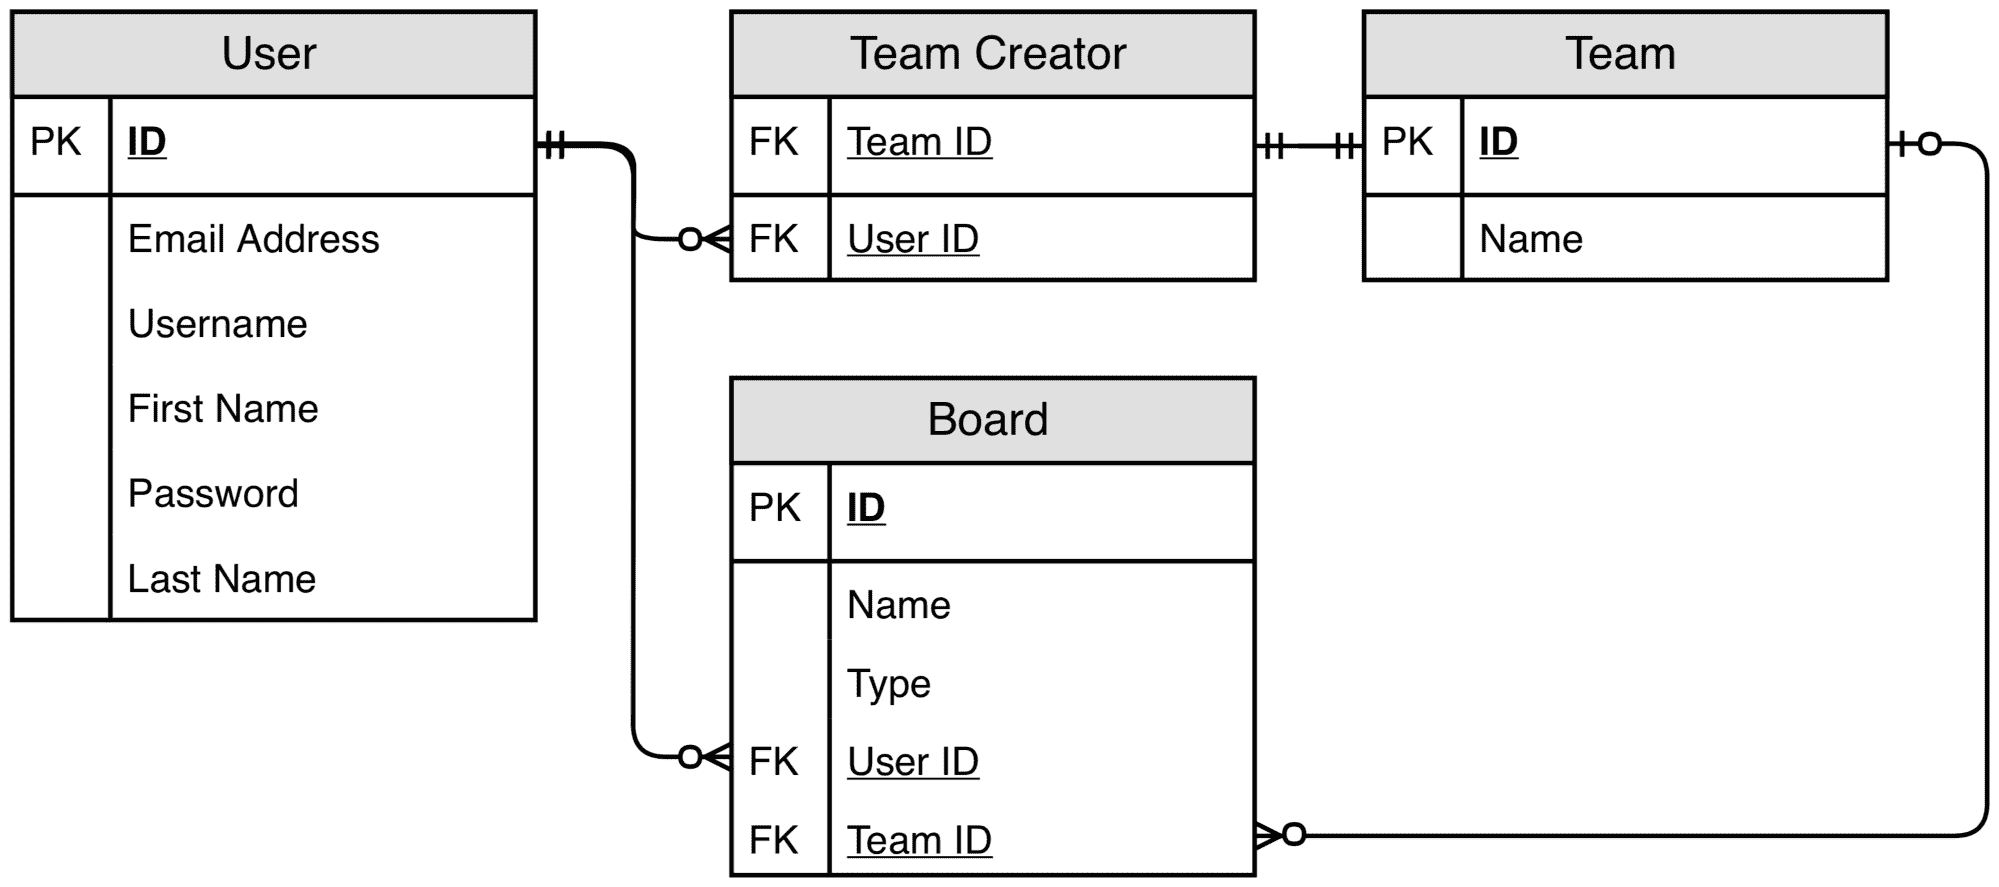 User
PK ID
Email Address
Username
First Name
Password
Last Name
Team Creator
FK Team ID
FK User ID
Team
PK ID
Name
Board
PK ID
Name
Type
FK User ID
FK Team ID